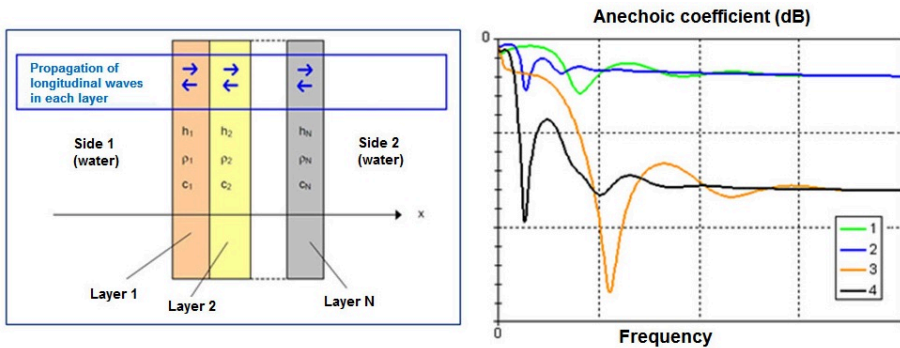 Propagation of
longitudinal waves
in each layer
Side 1
(water)
h1
ρ1
c1
h2
ρ2
c2
hN
ρN
cN
Side 2
(water)
x
Layer 1
Layer 2
Layer N
Anechoic coefficient (dB)
0
1
2
3
4
0
Frequency